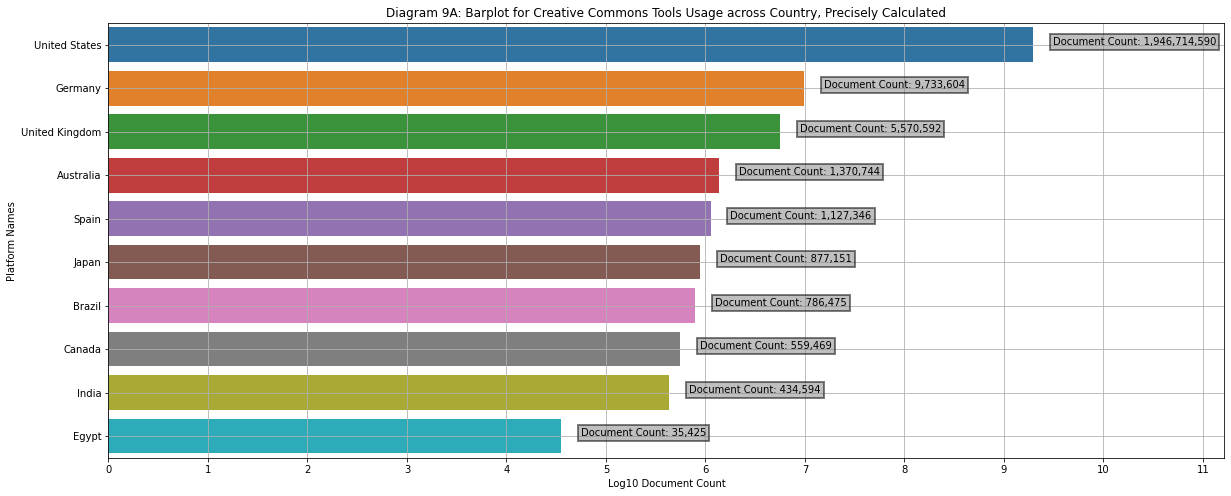 Diagram 9A: Barplot for Creative Commons Tools Usage across Country, Precisely Calculated
Platform Names
United States
Document Count: 1,946,714,590
Germany
Document Count: 9,733,604
United Kingdom
Document Count: 5,570,592
Australia
Document Count: 1,370,744
Spain
Document Count: 1,127,346
Japan
Document Count: 877,151
Brazil
Document Count: 786,475
Canada
Document Count: 559,469
India
Document Count: 434,594
Egypt
Document Count: 35,425
0 1 2 3 4 5 6 7 8 9 10 11
Log10 Document Count